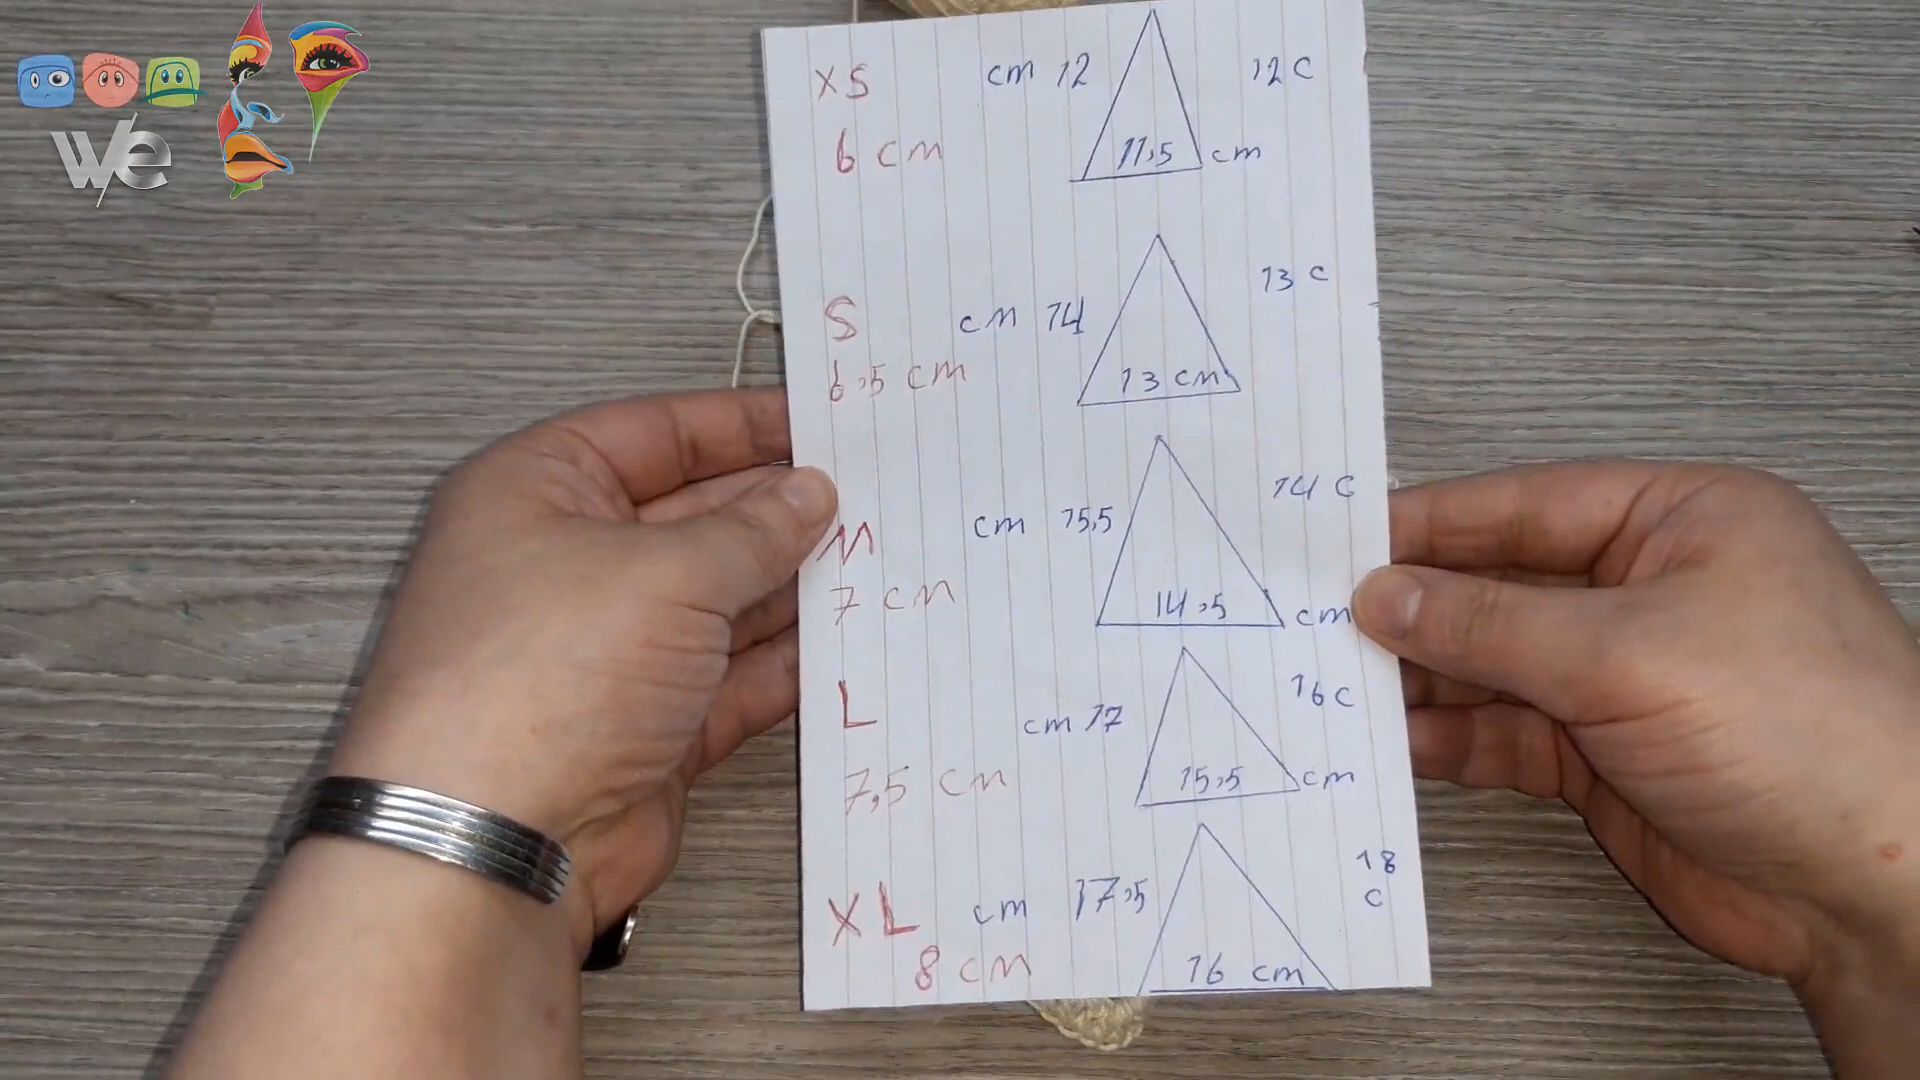 we
XS cm 12 12 C
6 cm 11,5 cm
S cm 14 13 C
6,5 cm 13 cm
M cm 15,5 14 C
7 cm 14,5 cm
L cm 17 16 C
7,5 cm 15,5 cm
XL cm 17,5 18 C
8 cm 16 cm